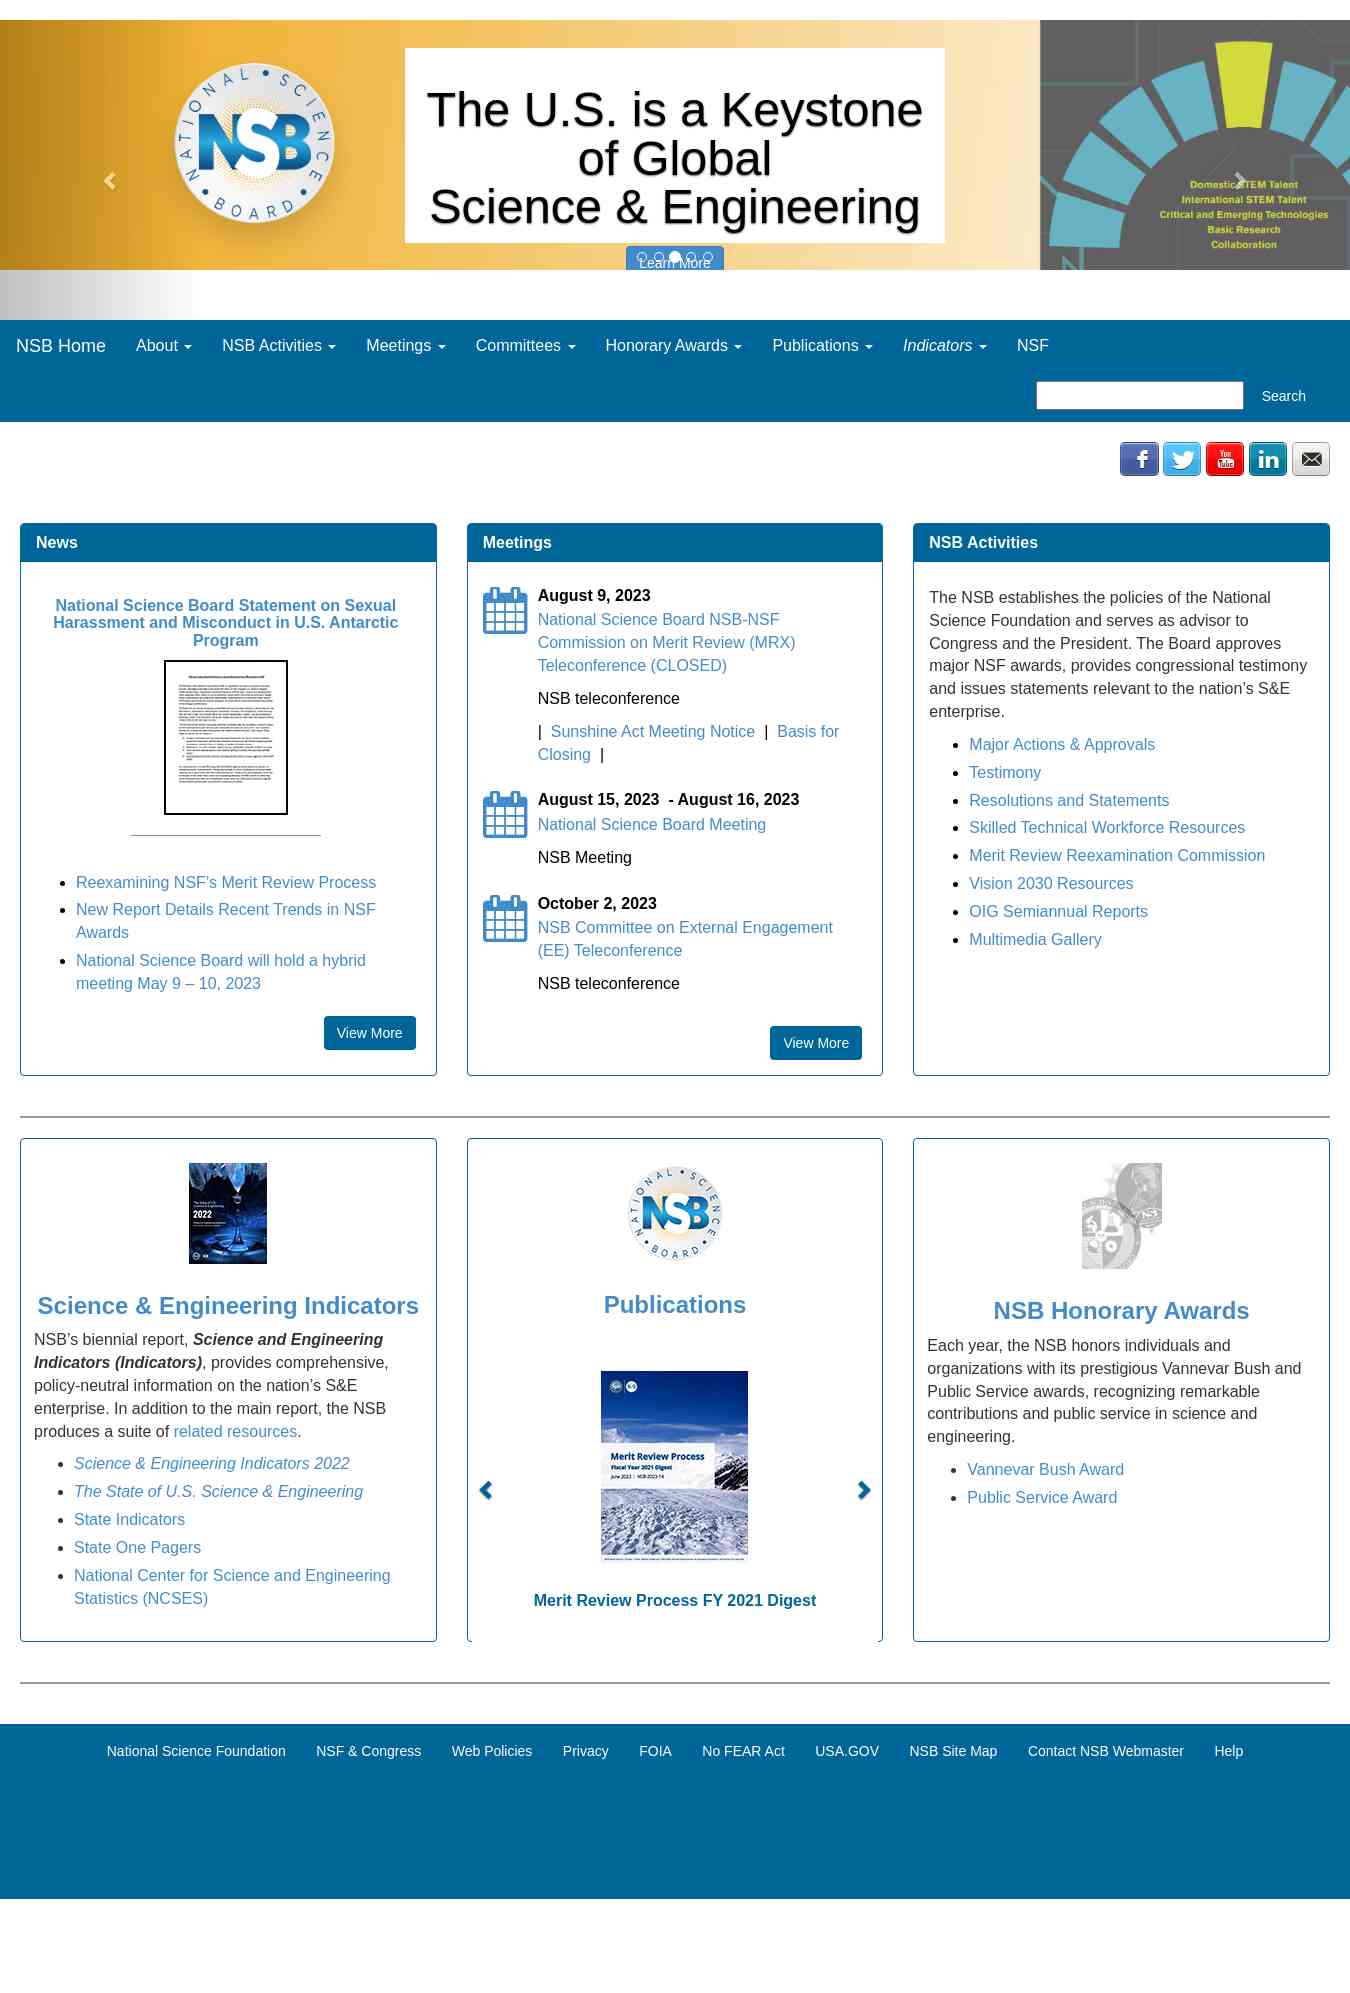 NATIONAL SCIENCE BOARD
NSB
The U.S. is a Keystone
of Global
Science & Engineering
Learn More
Domestic STEM Talent
International STEM Talent
Critical and Emerging Technologies
Basic Research
Collaboration
NSB Home About NSB Activities Meetings Committees Honorary Awards Publications Indicators NSF
Search
f You Tube in
News
National Science Board Statement on Sexual
Harassment and Misconduct in U.S. Antarctic
Program
Reexamining NSF's Merit Review Process
New Report Details Recent Trends in NSF
Awards
National Science Board will hold a hybrid
meeting May 9 – 10, 2023
View More
Meetings
August 9, 2023
National Science Board NSB-NSF
Commission on Merit Review (MRX)
Teleconference (CLOSED)
NSB teleconference
| Sunshine Act Meeting Notice | Basis for
Closing |
August 15, 2023 - August 16, 2023
National Science Board Meeting
NSB Meeting
October 2, 2023
NSB Committee on External Engagement
(EE) Teleconference
NSB teleconference
View More
NSB Activities
The NSB establishes the policies of the National
Science Foundation and serves as advisor to
Congress and the President. The Board approves
major NSF awards, provides congressional testimony
and issues statements relevant to the nation's S&E
enterprise.
Major Actions & Approvals
Testimony
Resolutions and Statements
Skilled Technical Workforce Resources
Merit Review Reexamination Commission
Vision 2030 Resources
OIG Semiannual Reports
Multimedia Gallery
2022
Science & Engineering Indicators
NSB's biennial report, Science and Engineering
Indicators (Indicators), provides comprehensive,
policy-neutral information on the nation's S&E
enterprise. In addition to the main report, the NSB
produces a suite of related resources.
Science & Engineering Indicators 2022
The State of U.S. Science & Engineering
State Indicators
State One Pagers
National Center for Science and Engineering
Statistics (NCSES)
NATIONAL SCIENCE BOARD
NSB
Publications
Merit Review Process
Fiscal Year 2021 Digest
June 2023 | NSB-2023-14
Merit Review Process FY 2021 Digest
NSB Honorary Awards
Each year, the NSB honors individuals and
organizations with its prestigious Vannevar Bush and
Public Service awards, recognizing remarkable
contributions and public service in science and
engineering.
Vannevar Bush Award
Public Service Award
National Science Foundation NSF & Congress Web Policies Privacy FOIA No FEAR Act USA.GOV NSB Site Map Contact NSB Webmaster Help